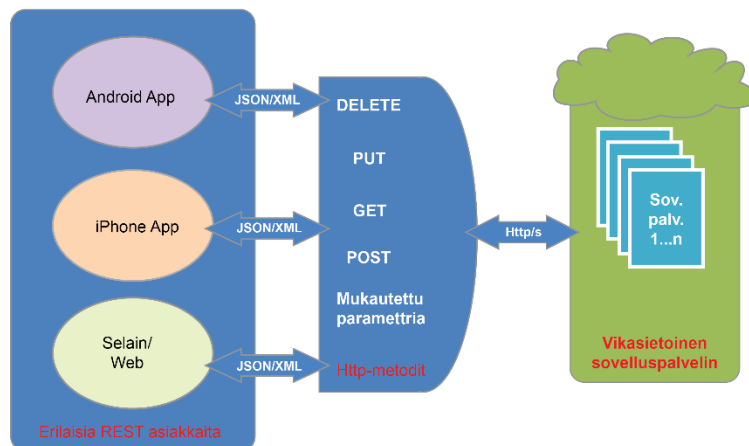 Android App
JSON/XML
iPhone App
JSON/XML
Selain/
Web
JSON/XML
Erilaisia REST asiakkaita
DELETE
PUT
GET
POST
Mukautettu
paramettria
Http-metodit
Http/s
Sov.
palv.
1...n
Vikasietoinen
sovelluspalvelin